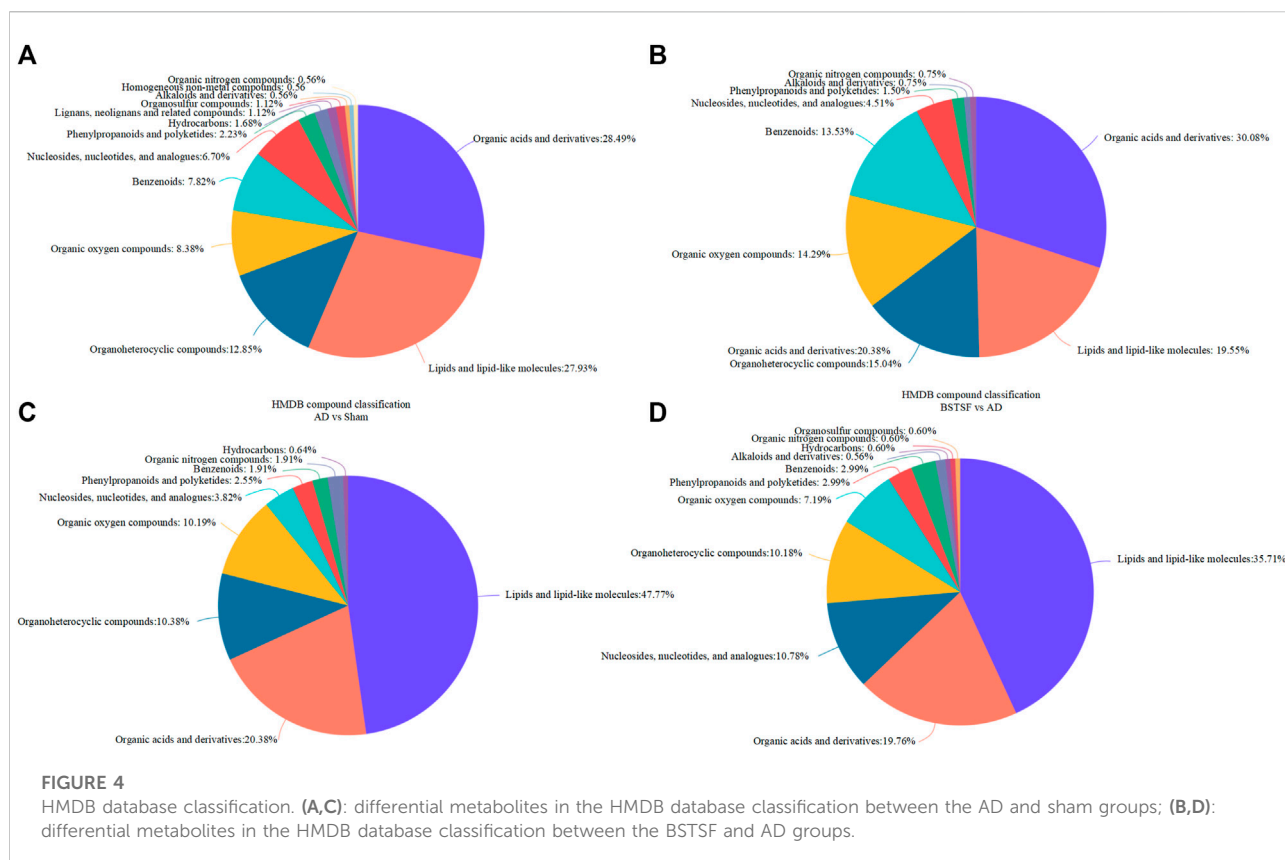 A
Organic nitrogen compounds: 0.56%
Homogeneous non-metal compounds: 0.56
Alkaloids and derivatives: 0.56%
Organosulfur compounds: 1.12%
Lignans, neolignans and related compounds: 1.12%
Hydrocarbons: 1.68%
Phenylpropanoids and polyketides: 2.23%
Nucleosides, nucleotides, and analogues:6.70%
Benzenoids: 7.82%
Organic oxygen compounds: 8.38%
Organoheterocyclic compounds:12.85%
Organic acids and derivatives:28.49%
Lipids and lipid-like molecules:27.93%
B
Organic nitrogen compounds: 0.75%
Alkaloids and derivatives: 0.75%
Phenylpropanoids and polyketides: 1.50%
Nucleosides, nucleotides, and analogues:4.51%
Benzenoids: 13.53%
Organic oxygen compounds: 14.29%
Organic acids and derivatives:20.38%
Organoheterocyclic compounds:15.04%
Organic acids and derivatives: 30.08%
Lipids and lipid-like molecules: 19.55%
C
HMDB compound classification
AD vs Sham
Hydrocarbons: 0.64%
Organic nitrogen compounds: 1.91%
Benzenoids: 1.91%
Phenylpropanoids and polyketides: 2.55%
Nucleosides, nucleotides, and analogues:3.82%
Organic oxygen compounds: 10.19%
Organoheterocyclic compounds:10.38%
Organic acids and derivatives:20.38%
Lipids and lipid-like molecules:47.77%
D
HMDB compound classification
BSTSF vs AD
Organosulfur compounds: 0.60%
Organic nitrogen compounds: 0.60%
Hydrocarbons: 0.60%
Alkaloids and derivatives: 0.56%
Benzenoids: 2.99%
Phenylpropanoids and polyketides: 2.99%
Organic oxygen compounds: 7.19%
Organoheterocyclic compounds:10.18%
Nucleosides, nucleotides, and analogues:10.78%
Organic acids and derivatives:19.76%
Lipids and lipid-like molecules:35.71%
FIGURE 4
HMDB database classification. (A,C): differential metabolites in the HMDB database classification between the AD and sham groups; (B,D):
differential metabolites in the HMDB database classification between the BSTSF and AD groups.